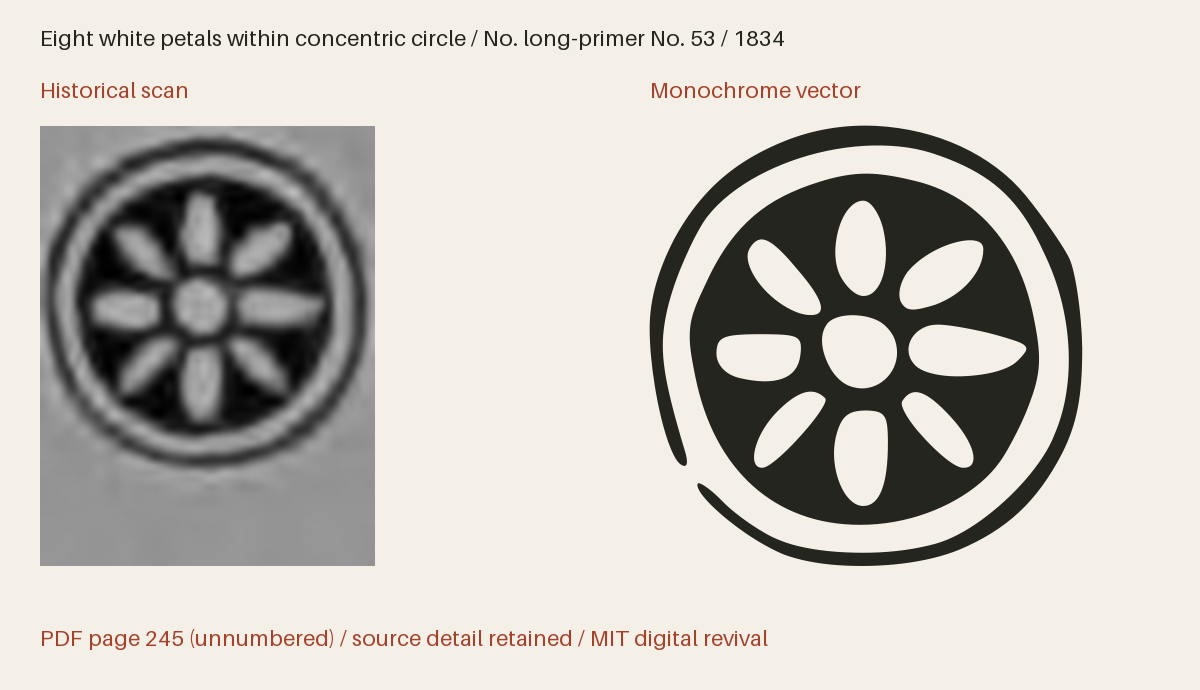 Eight white petals within concentric circle / No. long-primer No. 53 / 1834
Historical scan
Monochrome vector
PDF page 245 (unnumbered) / source detail retained / MIT digital revival